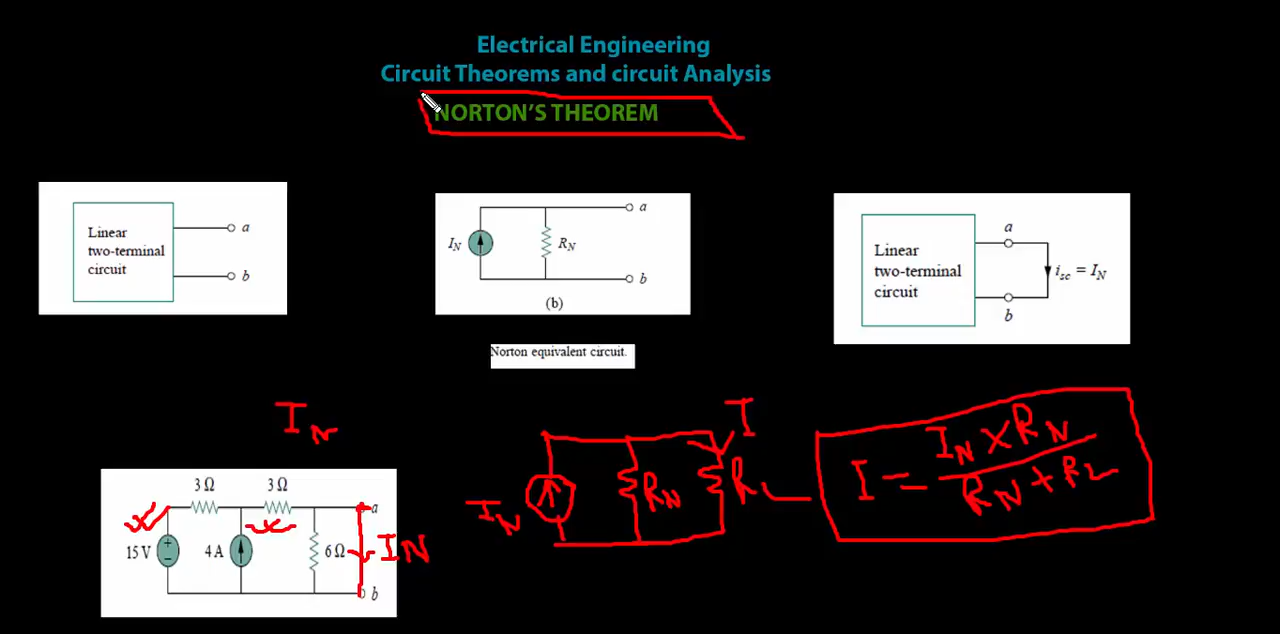 Electrical Engineering
Circuit Theorems and circuit Analysis
NORTON'S THEOREM
Linear
two-terminal
circuit
a
b
I_N
R_N
a
b
(b)
Norton equivalent circuit.
Linear
two-terminal
circuit
a
b
i_sc = I_N
I_N
3 Ω
3 Ω
15 V
+
−
4 A
6 Ω
a
b
I_N
I_N
R_N
R_L
I
I = I_N × R_N
R_N + R_L